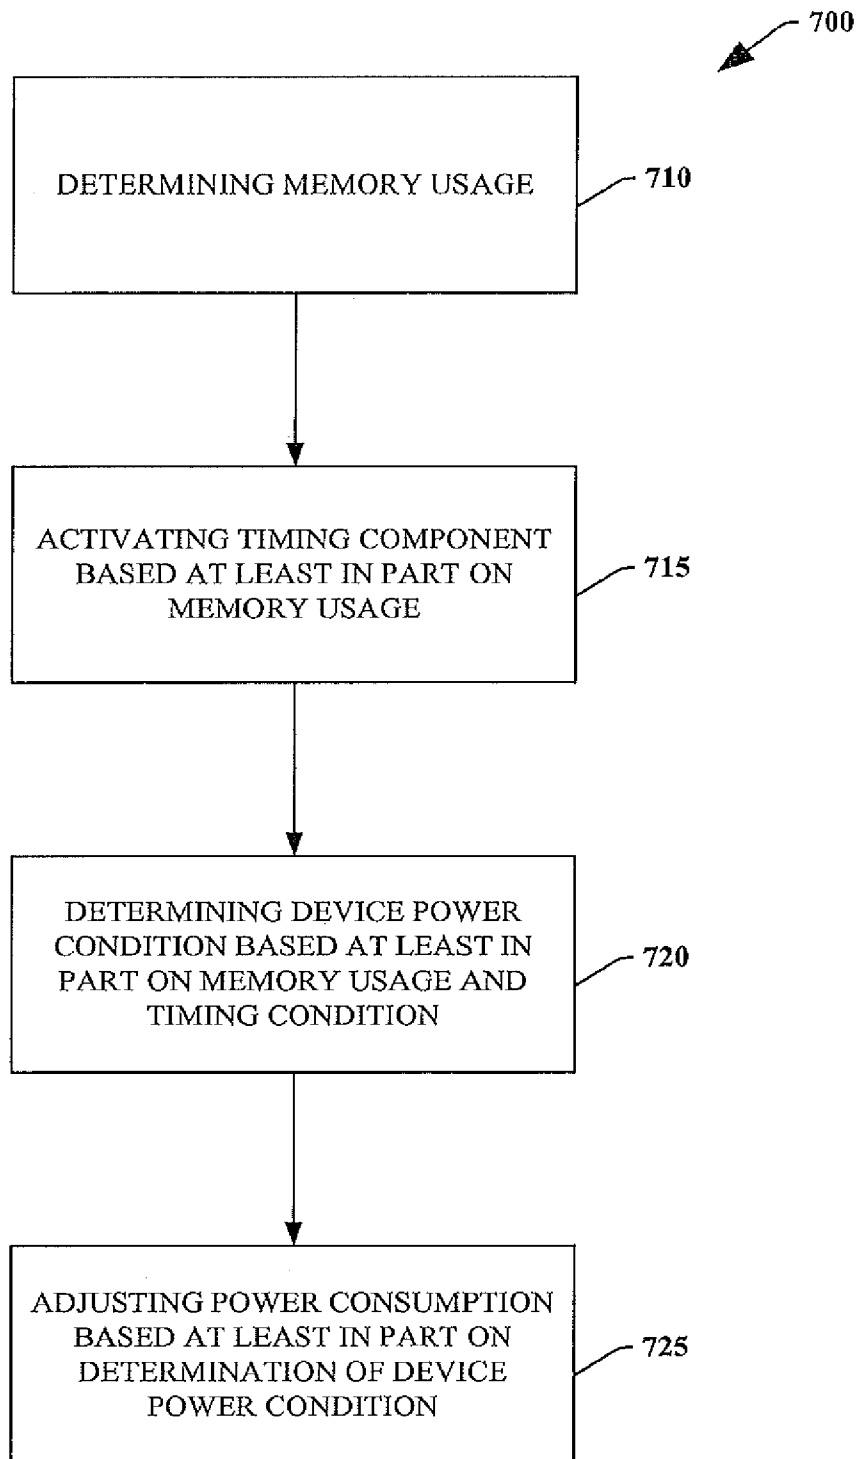 700
DETERMINING MEMORY USAGE
710
ACTIVATING TIMING COMPONENT
BASED AT LEAST IN PART ON
MEMORY USAGE
715
DETERMINING DEVICE POWER
CONDITION BASED AT LEAST IN
PART ON MEMORY USAGE AND
TIMING CONDITION
720
ADJUSTING POWER CONSUMPTION
BASED AT LEAST IN PART ON
DETERMINATION OF DEVICE
POWER CONDITION
725